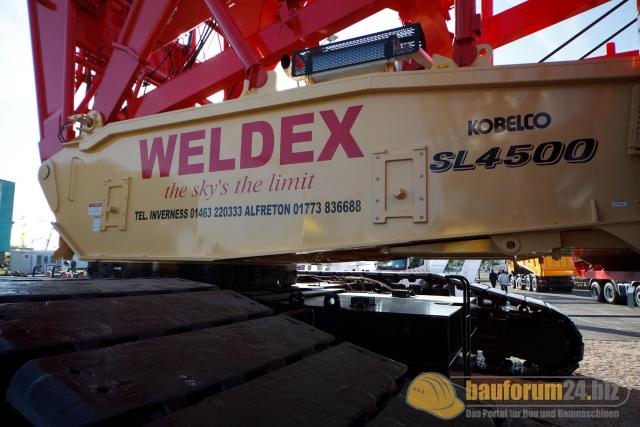 WELDEX
the sky's the limit
TEL. INVERNESS 01463 220333 ALFRETON 01773 836688
KOBELCO
SL4500
bauforum24.biz
Das Portal für Bau und Baumaschinen